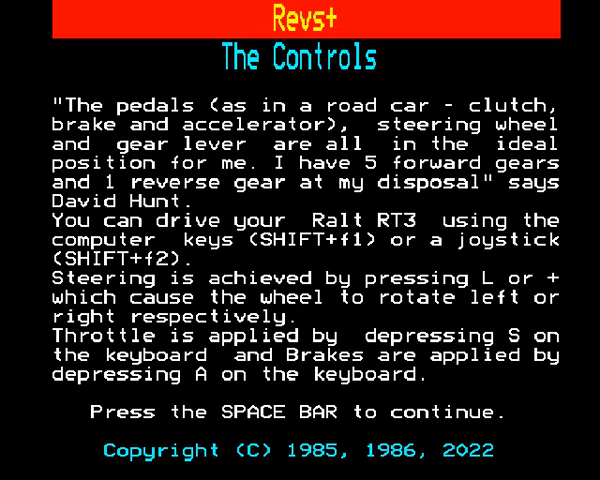 Revs+
The Controls
"The pedals (as in a road car - clutch,
brake and accelerator),  steering wheel
and  gear lever  are all  in the  ideal
position for me. I have 5 forward gears
and 1 reverse gear at my disposal" says
David Hunt.
You can drive your  Ralt RT3  using the
computer  keys (SHIFT+f1) or a joystick
(SHIFT+f2).
Steering is achieved by pressing L or +
which cause the wheel to rotate left or
right respectively.
Throttle is applied by  depressing S on
the keyboard  and Brakes are applied by
depressing A on the keyboard.
Press the SPACE BAR to continue.
Copyright (C) 1985, 1986, 2022